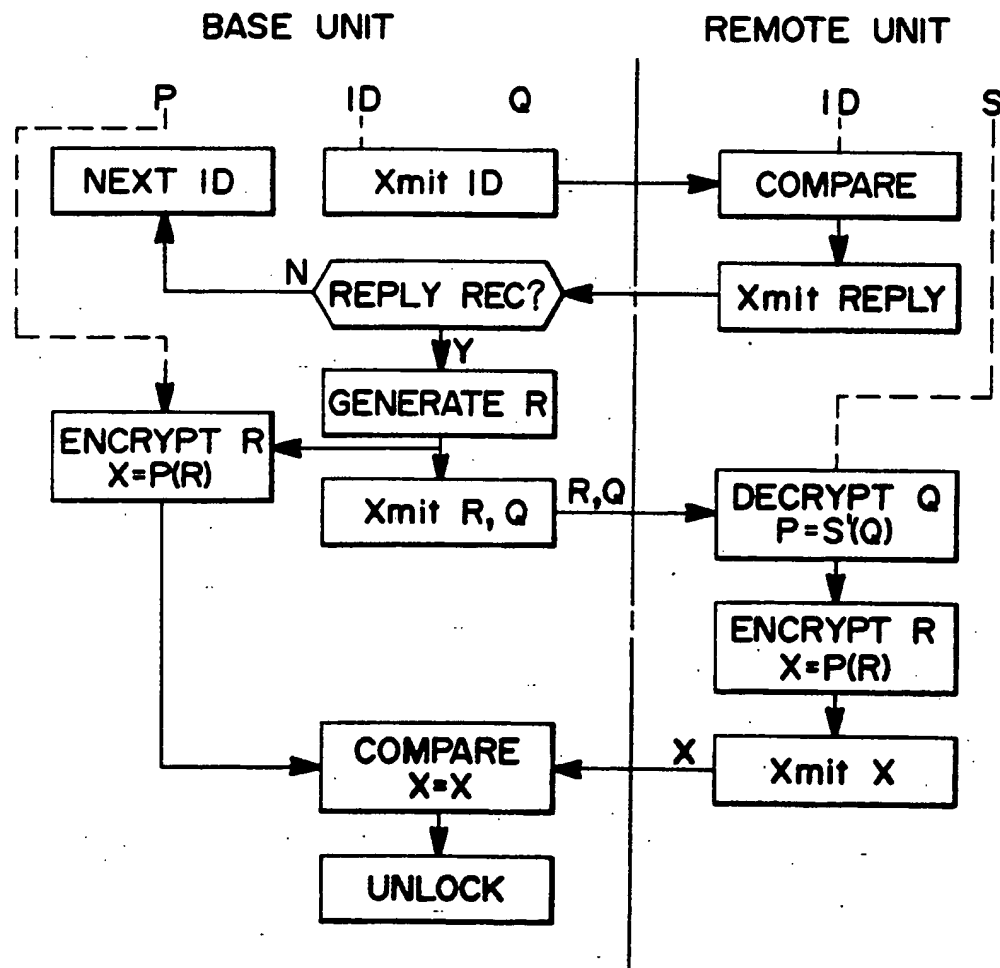 BASE UNIT
REMOTE UNIT
P
ID
Q
ID
S
NEXT ID
Xmit ID
COMPARE
N
REPLY REC?
Xmit REPLY
Y
GENERATE R
ENCRYPT R
X=P(R)
Xmit R, Q
R,Q
DECRYPT Q
P=S'(Q)
ENCRYPT R
X=P(R)
COMPARE
X=X
X
Xmit X
UNLOCK